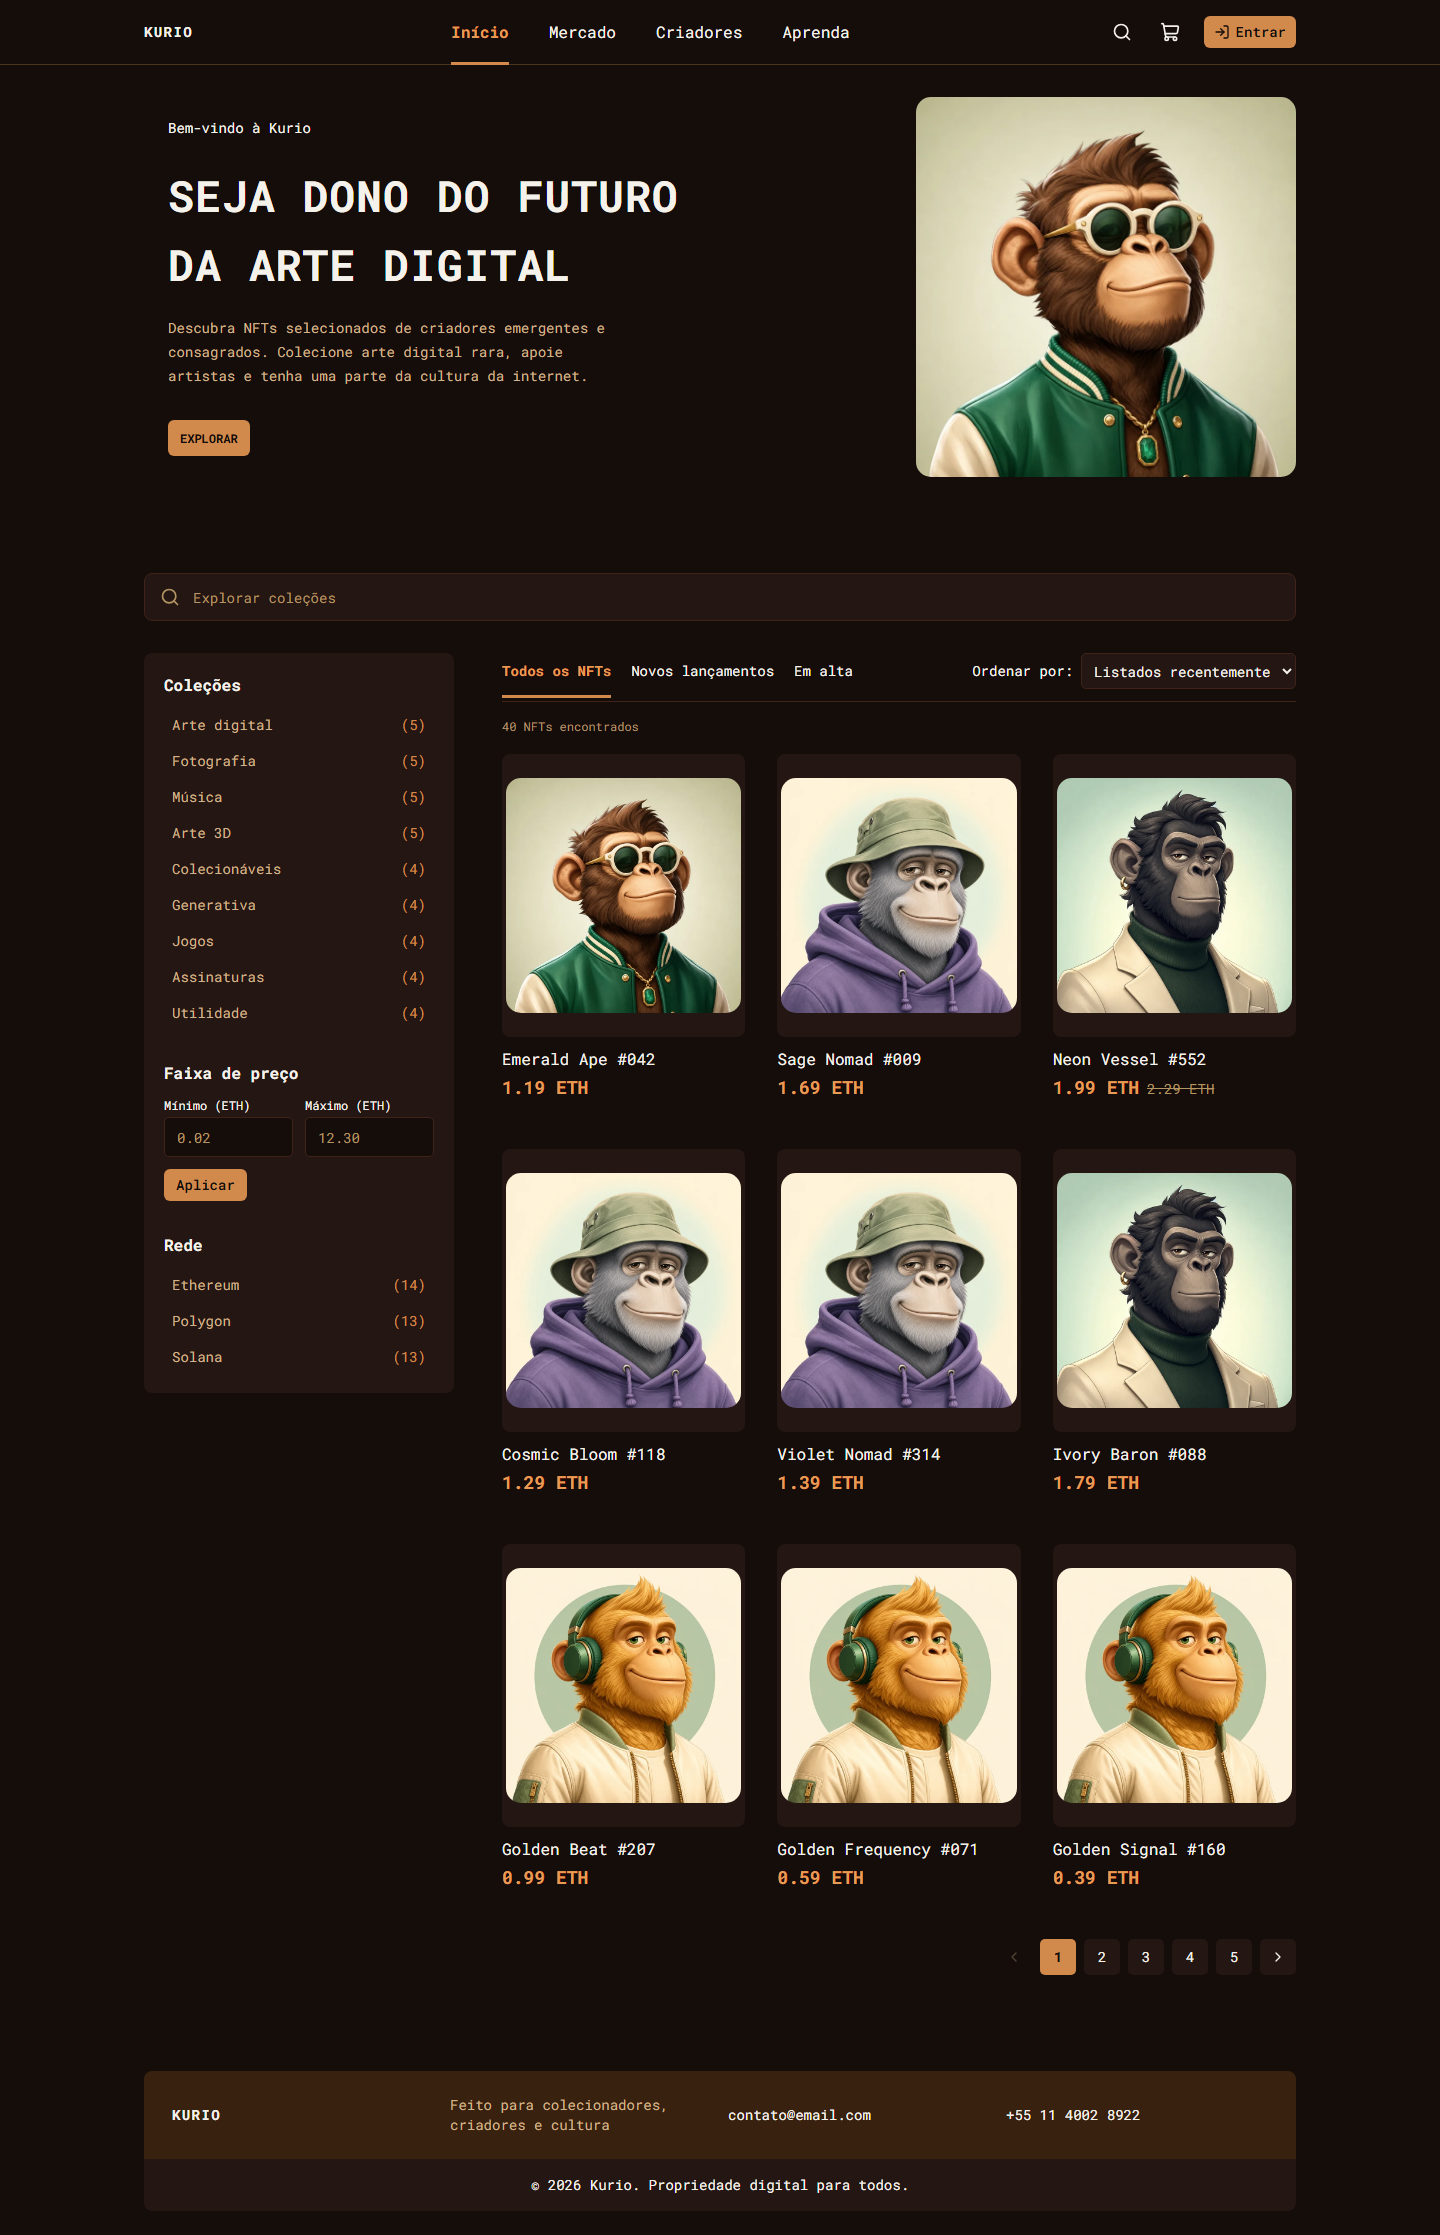 KURIO
Início
Mercado
Criadores
Aprenda
Entrar
Bem-vindo à Kurio
SEJA DONO DO FUTURO
DA ARTE DIGITAL
Descubra NFTs selecionados de criadores emergentes e
consagrados. Colecione arte digital rara, apoie
artistas e tenha uma parte da cultura da internet.
EXPLORAR
Explorar coleções
Coleções
Arte digital (5)
Fotografia (5)
Música (5)
Arte 3D (5)
Colecionáveis (4)
Generativa (4)
Jogos (4)
Assinaturas (4)
Utilidade (4)
Faixa de preço
Mínimo (ETH) Máximo (ETH)
0.02 12.30
Aplicar
Rede
Ethereum (14)
Polygon (13)
Solana (13)
Todos os NFTs Novos lançamentos Em alta
Ordenar por: Listados recentemente
40 NFTs encontrados
Emerald Ape #042
1.19 ETH
Sage Nomad #009
1.69 ETH
Neon Vessel #552
1.99 ETH 2.29 ETH
Cosmic Bloom #118
1.29 ETH
Violet Nomad #314
1.39 ETH
Ivory Baron #088
1.79 ETH
Golden Beat #207
0.99 ETH
Golden Frequency #071
0.59 ETH
Golden Signal #160
0.39 ETH
1 2 3 4 5
KURIO
Feito para colecionadores,
criadores e cultura
contato@email.com
+55 11 4002 8922
© 2026 Kurio. Propriedade digital para todos.